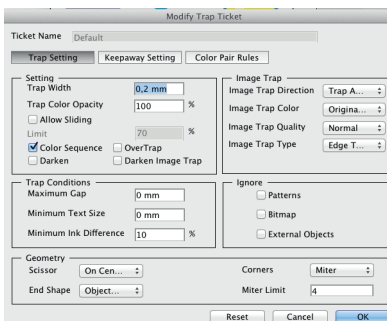 Modify Trap Ticket
Ticket Name Default
Trap Setting Keepaway Setting Color Pair Rules
Setting
Trap Width 0,2 mm
Trap Color Opacity 100 %
Allow Sliding
Limit 70 %
Color Sequence OverTrap
Darken Darken Image Trap
Image Trap
Image Trap Direction Trap A...
Image Trap Color Origina...
Image Trap Quality Normal
Image Trap Type Edge T...
Trap Conditions
Maximum Gap 0 mm
Minimum Text Size 0 mm
Minimum Ink Difference 10 %
Ignore
Patterns
Bitmap
External Objects
Geometry
Scissor On Cen... Corners Miter
End Shape Object... Miter Limit 4
Reset Cancel OK